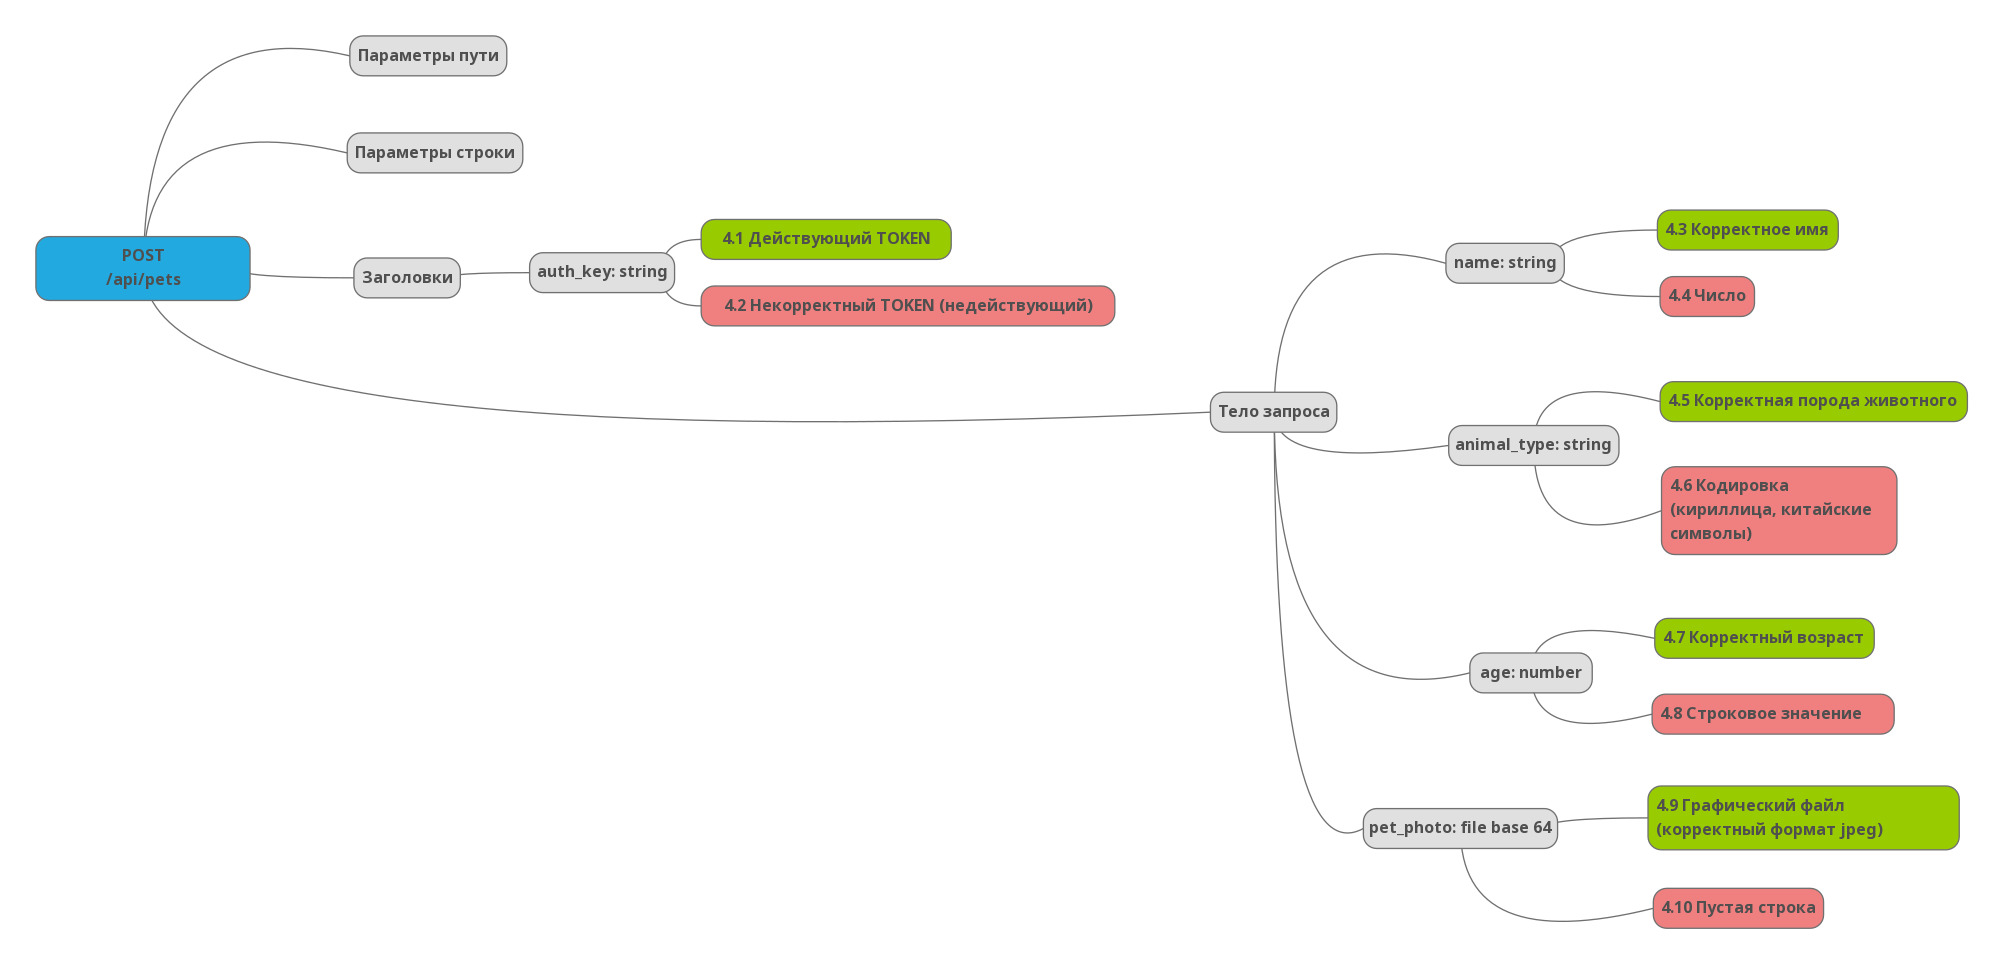 Параметры пути
Параметры строки
POST
/api/pets
Заголовки
auth_key: string
4.1 Действующий TOKEN
4.2 Некорректный TOKEN (недействующий)
Тело запроса
name: string
4.3 Корректное имя
4.4 Число
animal_type: string
4.5 Корректная порода животного
4.6 Кодировка
(кириллица, китайские
символы)
age: number
4.7 Корректный возраст
4.8 Строковое значение
pet_photo: file base 64
4.9 Графический файл
(корректный формат jpeg)
4.10 Пустая строка